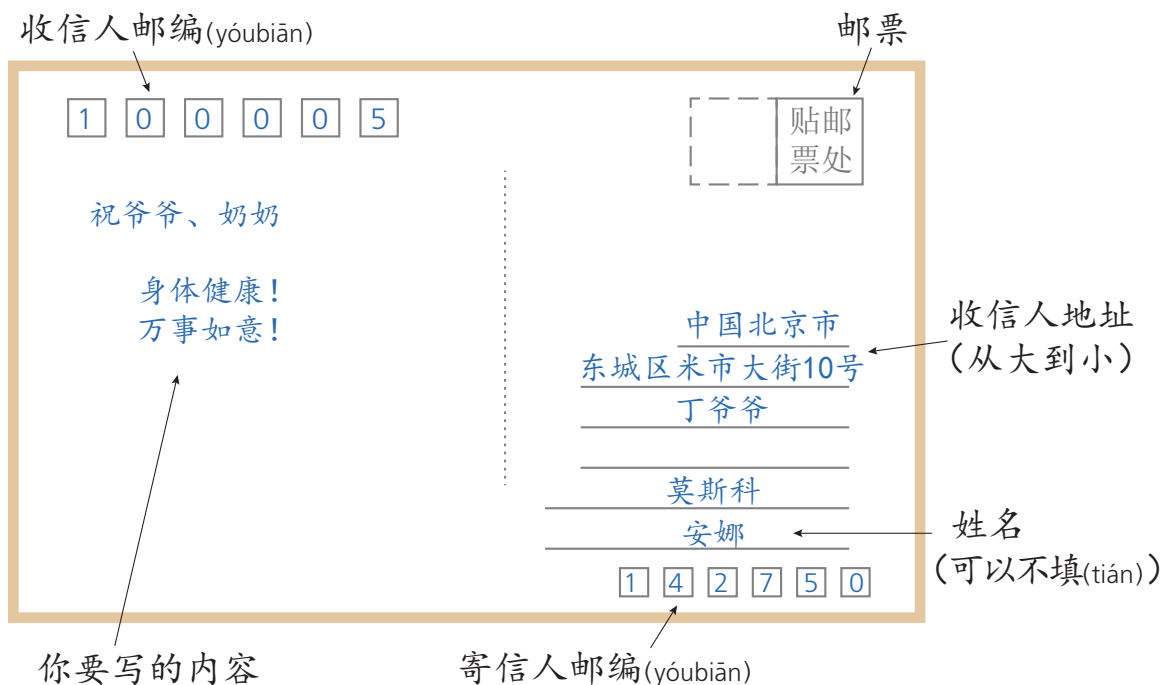 收信人邮编(yóubiān)
邮票
1 0 0 0 0 5
贴邮
票处
祝爷爷、奶奶
身体健康！
万事如意！
中国北京市
东城区米市大街10号
丁爷爷
莫斯科
安娜
1 4 2 7 5 0
收信人地址
（从大到小）
姓名
（可以不填(tián)）
你要写的内容
寄信人邮编(yóubiān)